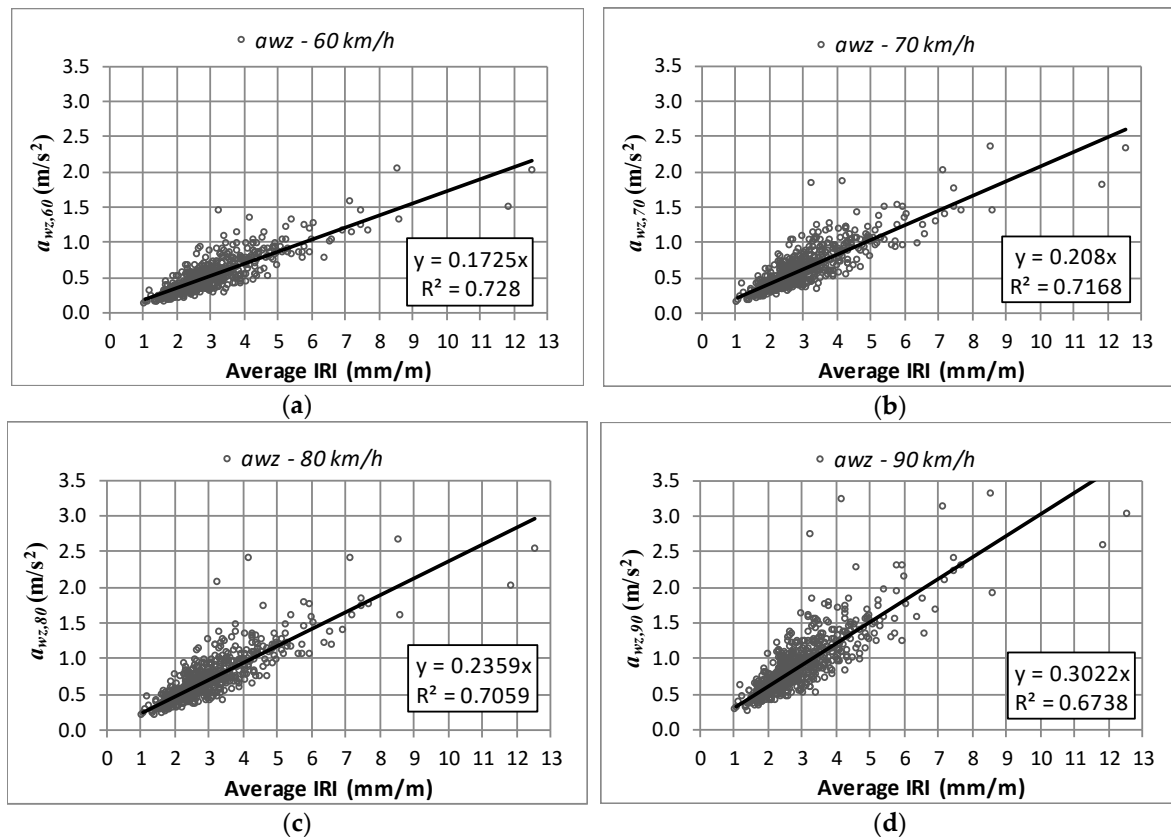 awz - 60 km/h
3.5
3.0
2.5
2.0
1.5
1.0
0.5
0.0
a_wz,60 (m/s²)
y = 0.1725x
R² = 0.728
0 1 2 3 4 5 6 7 8 9 10 11 12 13
Average IRI (mm/m)
(a)
awz - 70 km/h
3.5
3.0
2.5
2.0
1.5
1.0
0.5
0.0
a_wz,70 (m/s²)
y = 0.208x
R² = 0.7168
0 1 2 3 4 5 6 7 8 9 10 11 12 13
Average IRI (mm/m)
(b)
awz - 80 km/h
3.5
3.0
2.5
2.0
1.5
1.0
0.5
0.0
a_wz,80 (m/s²)
y = 0.2359x
R² = 0.7059
0 1 2 3 4 5 6 7 8 9 10 11 12 13
Average IRI (mm/m)
(c)
awz - 90 km/h
3.5
3.0
2.5
2.0
1.5
1.0
0.5
0.0
a_wz,90 (m/s²)
y = 0.3022x
R² = 0.6738
0 1 2 3 4 5 6 7 8 9 10 11 12 13
Average IRI (mm/m)
(d)